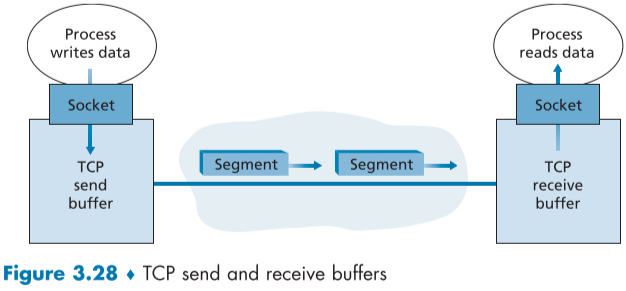 Process
writes data
Process
reads data
Socket
Socket
Segment
Segment
TCP
send
buffer
TCP
receive
buffer
Figure 3.28 ♦ TCP send and receive buffers